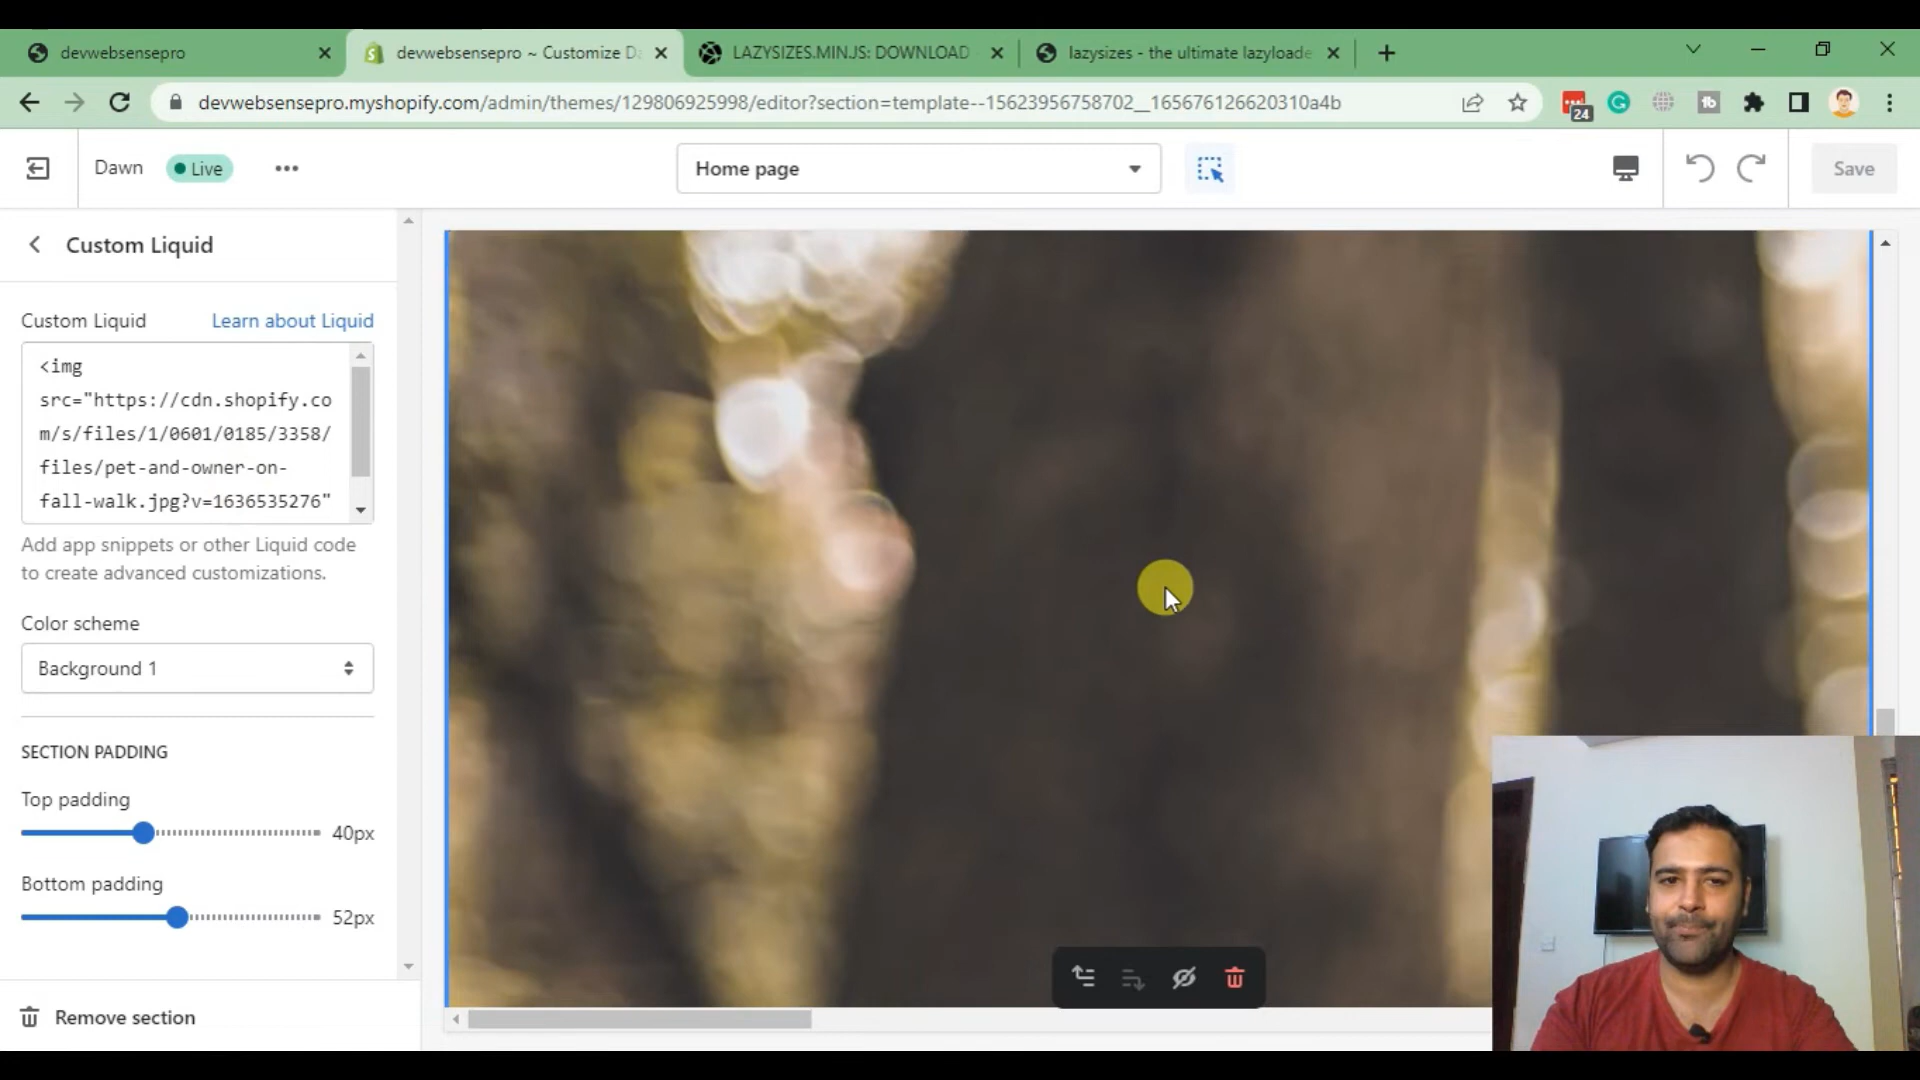 devwebsensepro
devwebsensepro ~ Customize D
LAZYSIZES.MIN.JS: DOWNLOAD
lazysizes - the ultimate lazyloade
devwebsensepro.myshopify.com/admin/themes/129806925998/editor?section=template--15623956758702__165676126620310a4b
24
Dawn
Live
Home page
Save
Custom Liquid
Custom Liquid
Learn about Liquid
<img
src="https://cdn.shopify.co
m/s/files/1/0601/0185/3358/
files/pet-and-owner-on-
fall-walk.jpg?v=1636535276"
Add app snippets or other Liquid code
to create advanced customizations.
Color scheme
Background 1
SECTION PADDING
Top padding
40px
Bottom padding
52px
Remove section